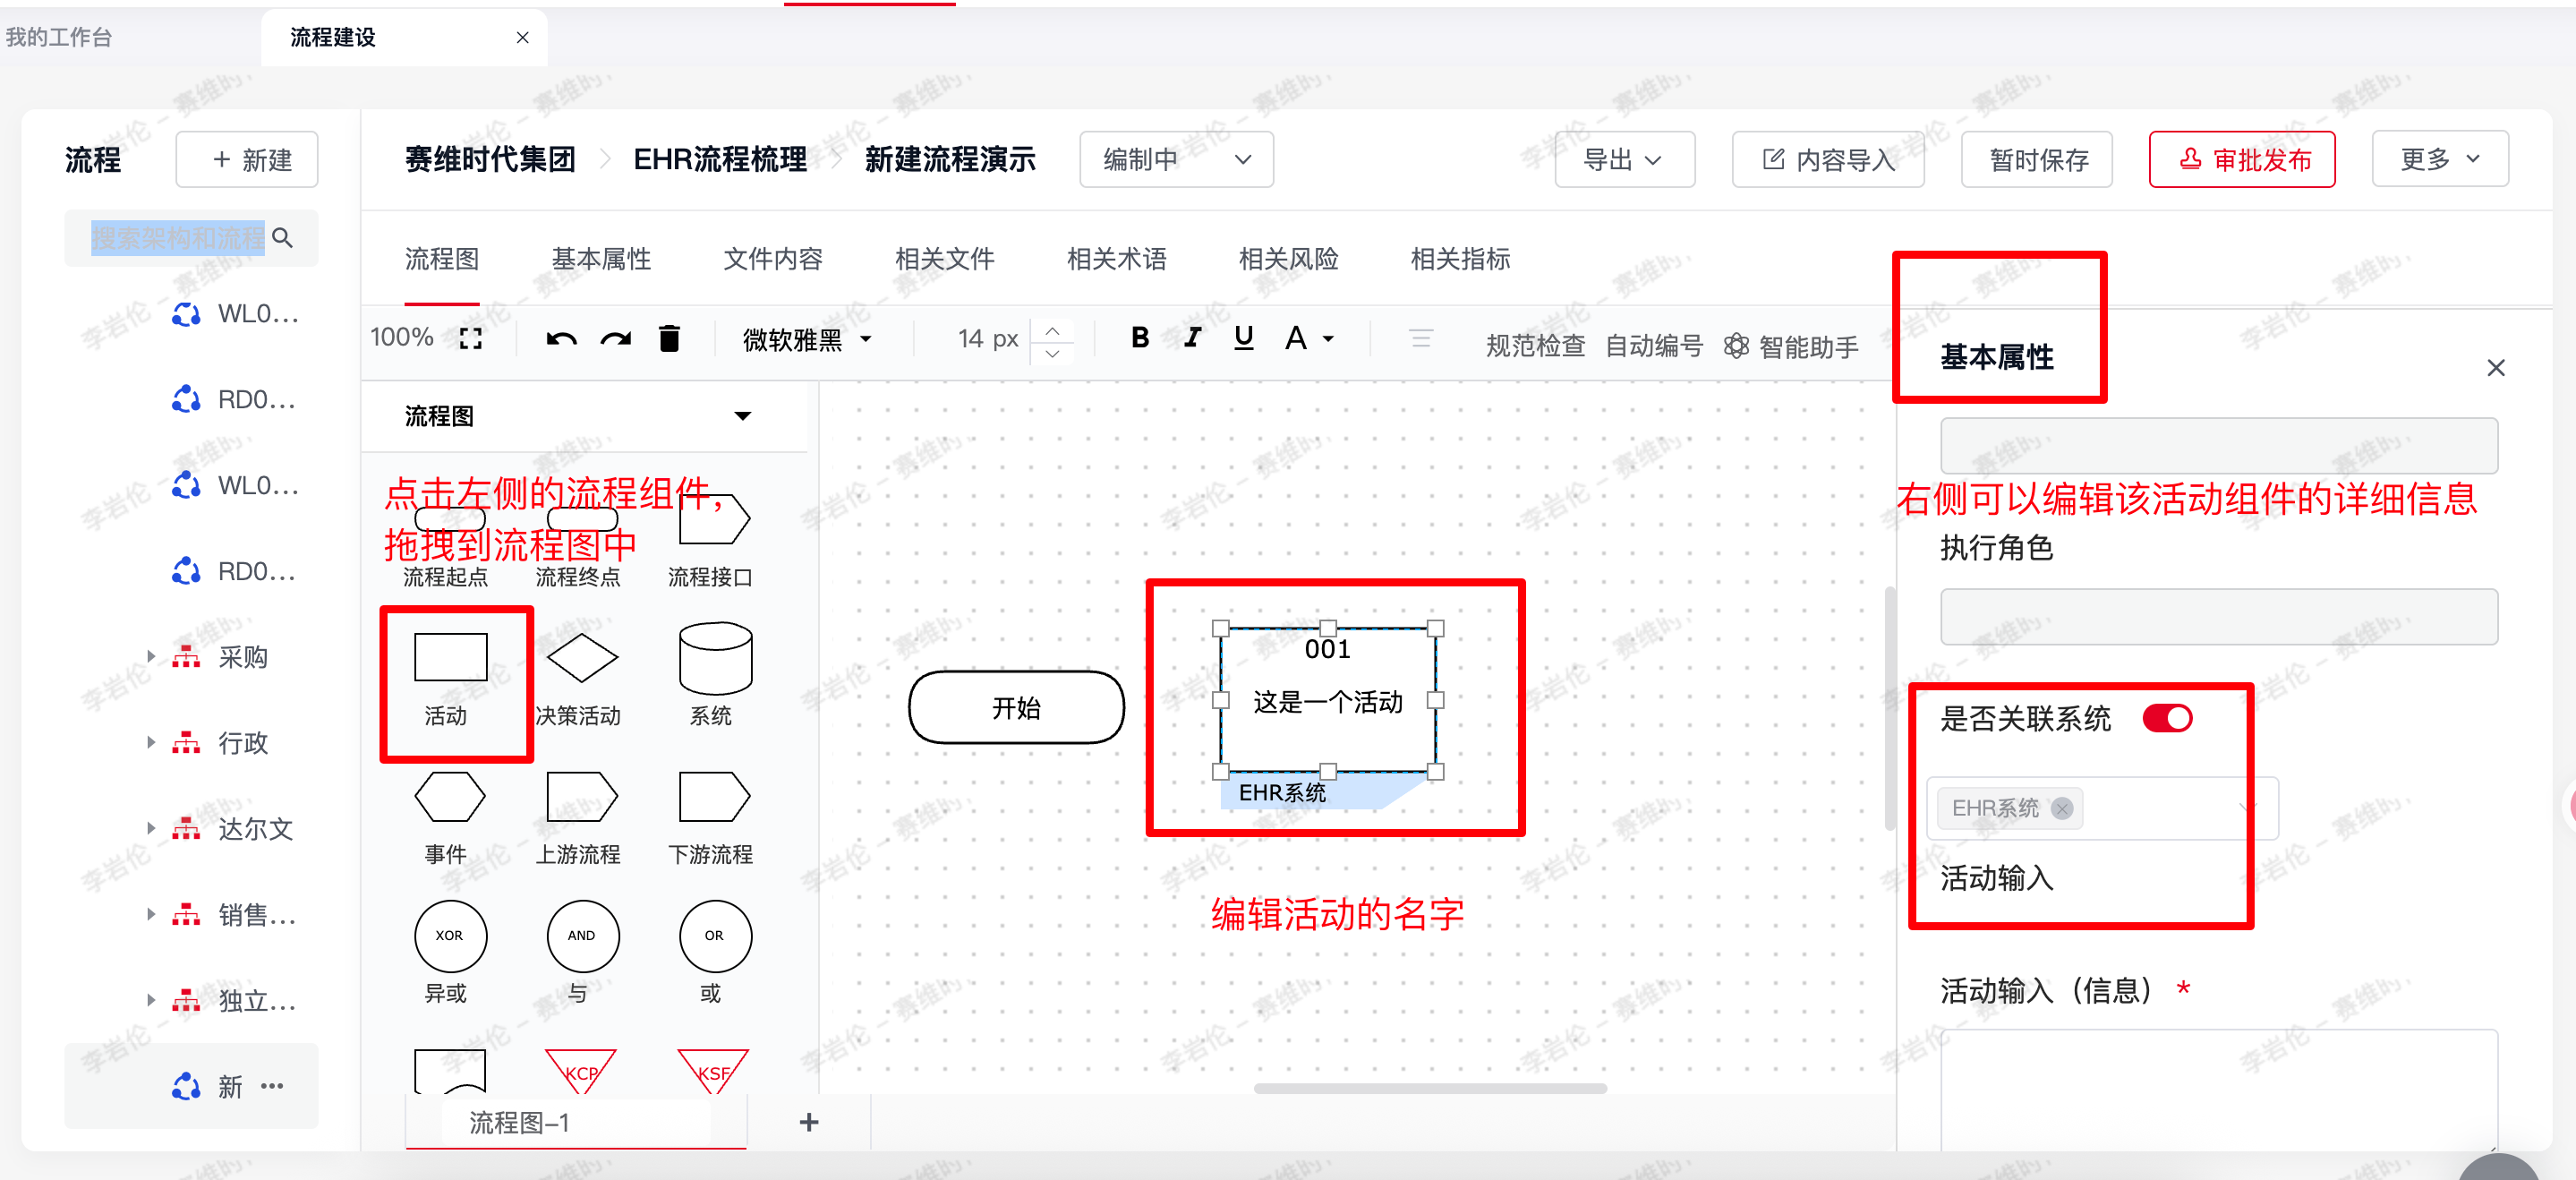 我的工作台
流程建设
流程
+ 新建
赛维时代集团 > EHR流程梳理 > 新建流程演示
编制中
导出
内容导入
暂时保存
审批发布
更多
搜索架构和流程
WL0...
RD0...
WL0...
RD0...
采购
行政
达尔文
销售...
独立...
新 ...
流程图
基本属性
文件内容
相关文件
相关术语
相关风险
相关指标
100%
微软雅黑
14 px
B I U A
规范检查
自动编号
智能助手
流程图
点击左侧的流程组件，
拖拽到流程图中
流程起点
流程终点
流程接口
活动
决策活动
系统
事件
上游流程
下游流程
XOR
AND
OR
异或
与
或
KCP
KSF
流程图-1
+
开始
001
这是一个活动
EHR系统
编辑活动的名字
基本属性
右侧可以编辑该活动组件的详细信息
执行角色
是否关联系统
EHR系统
活动输入
活动输入（信息） *
李岩伦 - 赛维时